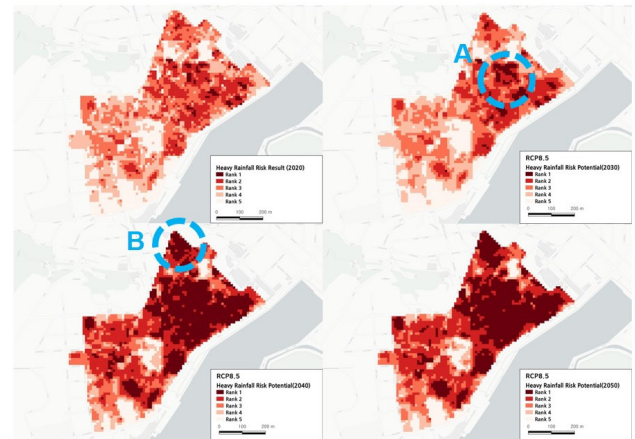 A
Heavy Rainfall Risk Result (2020)
Rank 1
Rank 2
Rank 3
Rank 4
Rank 5
0 100 200 m
RCP8.5
Heavy Rainfall Risk Potential(2030)
Rank 1
Rank 2
Rank 3
Rank 4
Rank 5
0 100 200 m
B
RCP8.5
Heavy Rainfall Risk Potential(2040)
Rank 1
Rank 2
Rank 3
Rank 4
Rank 5
0 100 200 m
RCP8.5
Heavy Rainfall Risk Potential(2050)
Rank 1
Rank 2
Rank 3
Rank 4
Rank 5
0 100 200 m